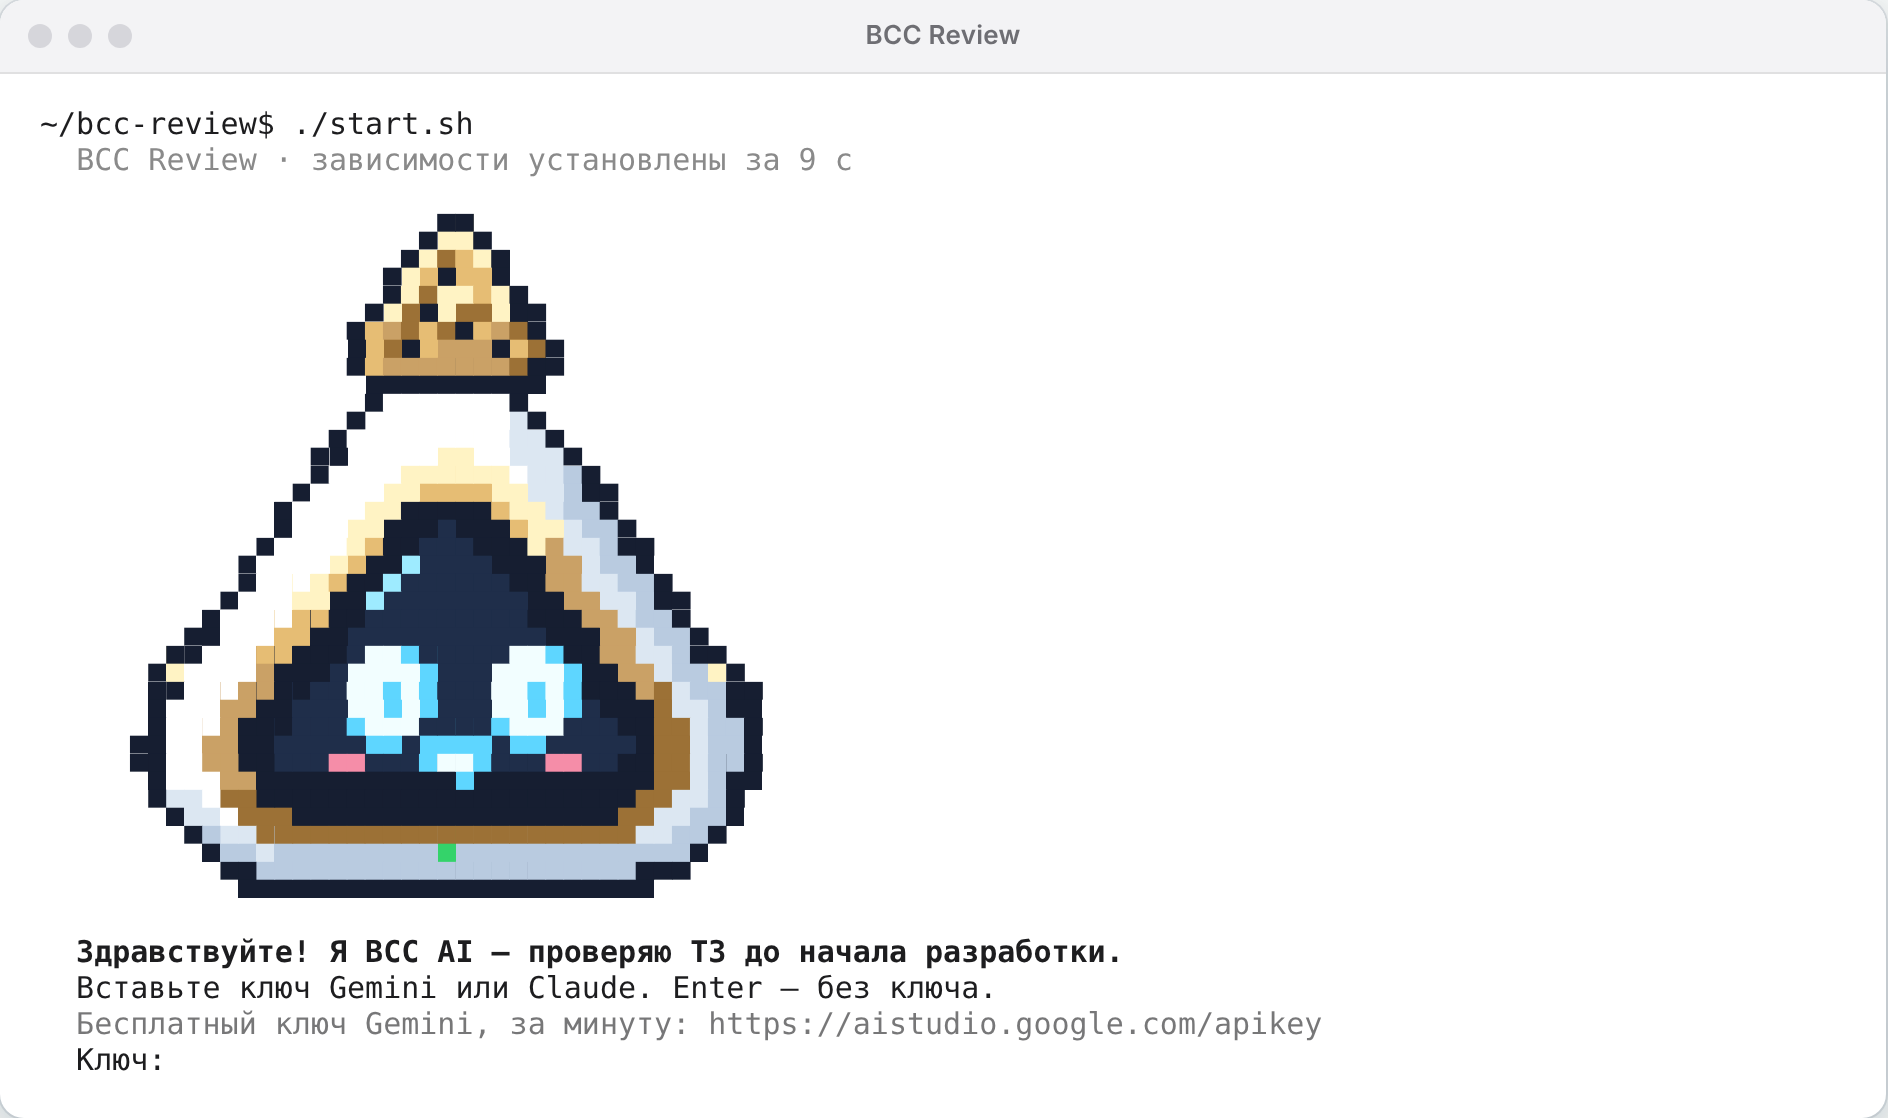 BCC Review
~/bcc-review$ ./start.sh
BCC Review · зависимости установлены за 9 с
Здравствуйте! Я BCC AI — проверяю ТЗ до начала разработки.
Вставьте ключ Gemini или Claude. Enter — без ключа.
Бесплатный ключ Gemini, за минуту: https://aistudio.google.com/apikey
Ключ: